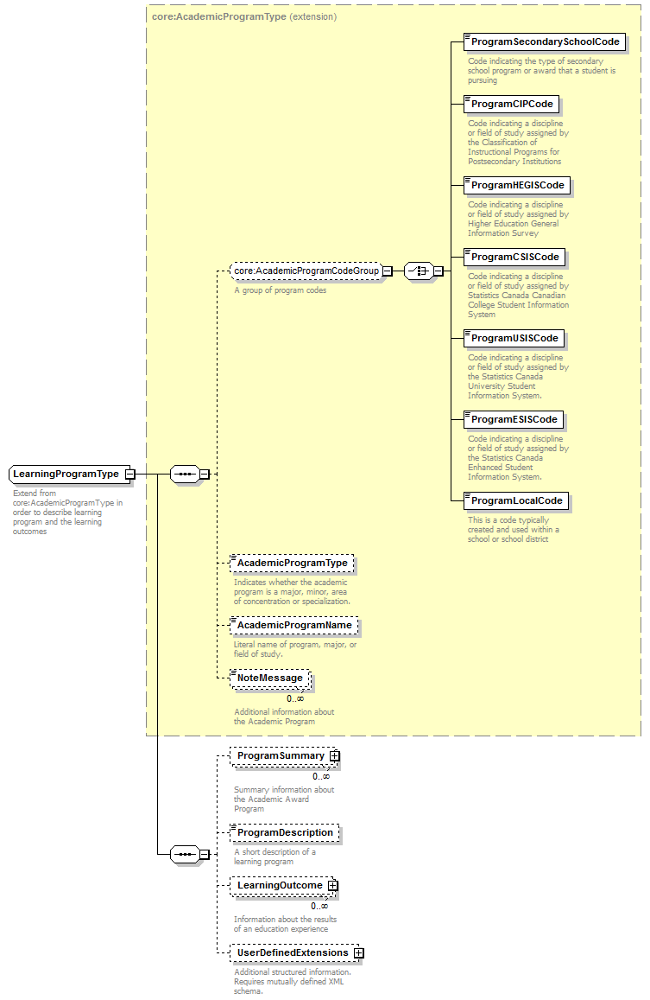 core:AcademicProgramType (extension)
ProgramSecondarySchoolCode
Code indicating the type of secondary
school program or award that a student is
pursuing
ProgramCIPCode
Code indicating a discipline
or field of study assigned by
the Classification of
Instructional Programs for
Postsecondary Institutions
ProgramHEGISCode
Code indicating a discipline
or field of study assigned by
Higher Education General
Information Survey
core:AcademicProgramCodeGroup
A group of program codes
ProgramCSISCode
Code indicating a discipline
or field of study assigned by
Statistics Canada Canadian
College Student Information
System
ProgramUSISCode
Code indicating a discipline
or field of study assigned by
the Statistics Canada
University Student
Information System.
ProgramESISCode
Code indicating a discipline
or field of study assigned by
the Statistics Canada
Enhanced Student
Information System.
ProgramLocalCode
This is a code typically
created and used within a
school or school district
LearningProgramType
Extend from
core:AcademicProgramType in
order to describe learning
program and the learning
outcomes
AcademicProgramType
Indicates whether the academic
program is a major, minor, area
of concentration or specialization.
AcademicProgramName
Literal name of program, major, or
field of study.
NoteMessage
0..∞
Additional information about
the Academic Program
ProgramSummary
0..∞
Summary information about
the Academic Award
Program
ProgramDescription
A short description of a
learning program
LearningOutcome
0..∞
Information about the results
of an education experience
UserDefinedExtensions
Additional structured information.
Requires mutually defined XML
schema.